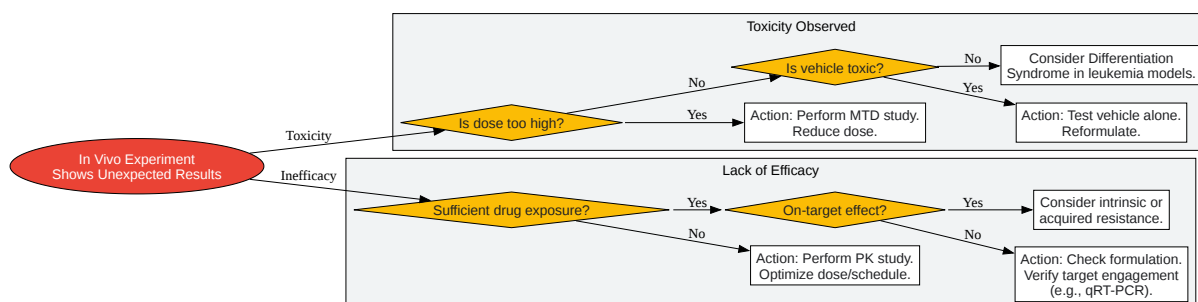 Toxicity Observed
Is vehicle toxic?
No
Consider Differentiation
Syndrome in leukemia models.
Yes
Action: Test vehicle alone.
Reformulate.
No
Is dose too high?
Yes
Action: Perform MTD study.
Reduce dose.
Toxicity
In Vivo Experiment
Shows Unexpected Results
Inefficacy
Lack of Efficacy
Sufficient drug exposure?
Yes
On-target effect?
Yes
Consider intrinsic or
acquired resistance.
No
Action: Perform PK study.
Optimize dose/schedule.
No
Action: Check formulation.
Verify target engagement
(e.g., qRT-PCR).